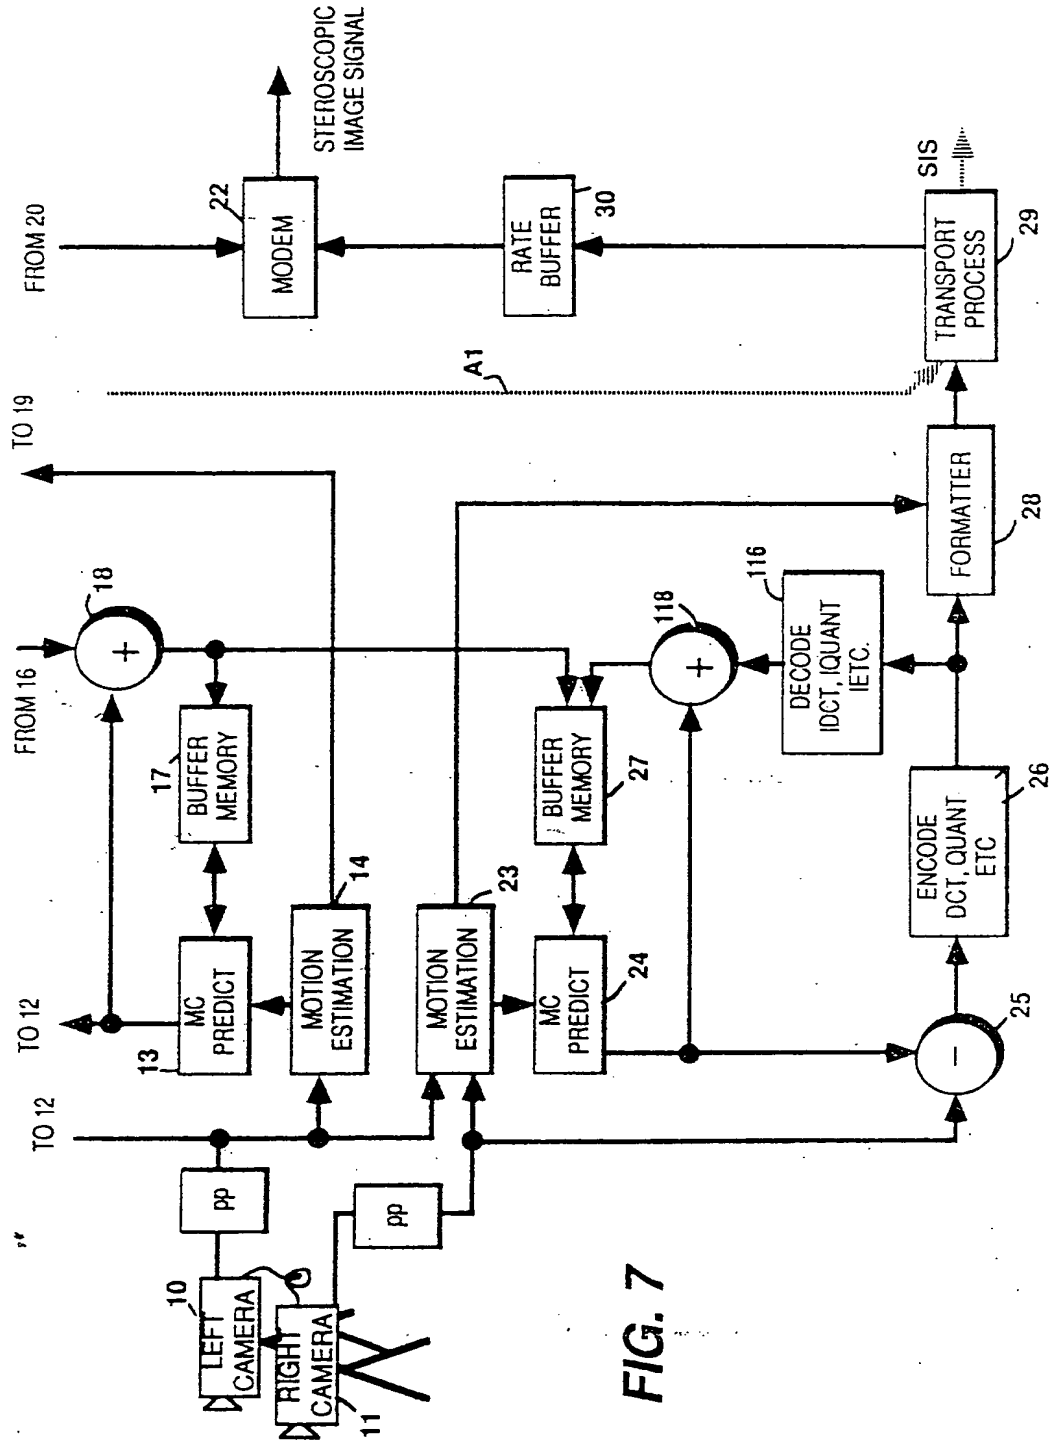 TO 12
TO 12
FROM 16
TO 19
FROM 20
10
LEFT
CAMERA
PP
13
MC
PREDICT
17
BUFFER
MEMORY
18
+
22
MODEM
STEROSCOPIC
IMAGE SIGNAL
RIGHT
CAMERA
11
PP
14
MOTION
ESTIMATION
23
MOTION
ESTIMATION
A1
MC
PREDICT
24
BUFFER
MEMORY
27
RATE
BUFFER
30
118
+
116
DECODE
IDCT, IQUANT
IETC.
25
-
ENCODE
DCT, QUANT
ETC
26
FORMATTER
28
TRANSPORT
PROCESS
29
SIS
FIG. 7